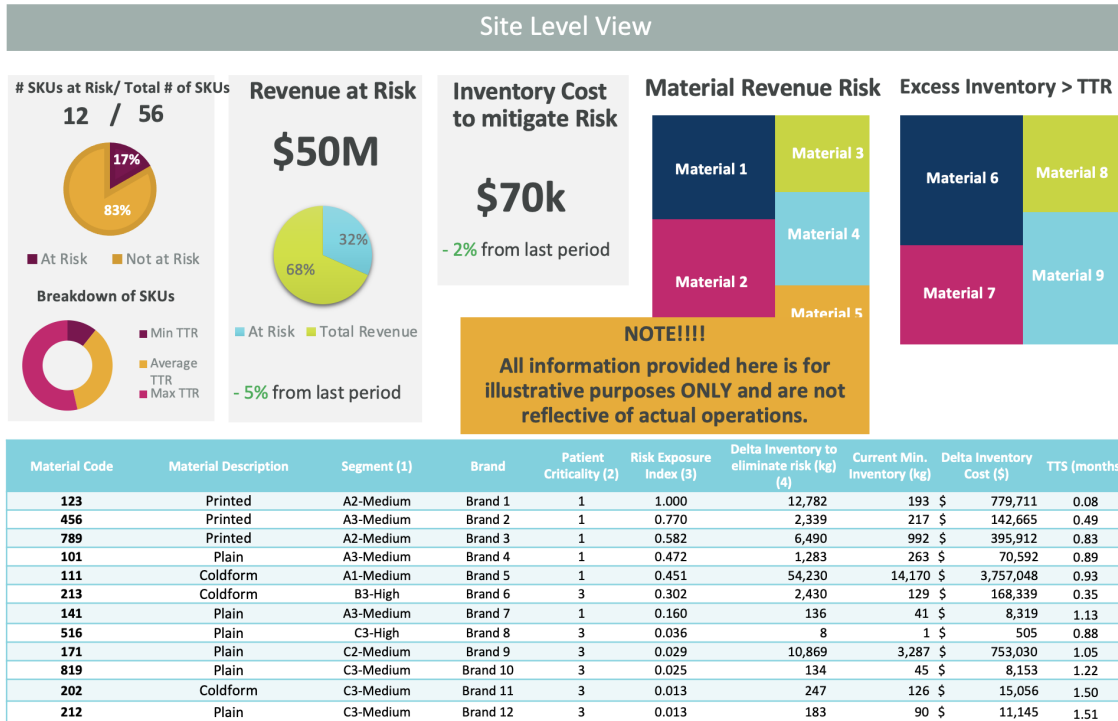 Site Level View
# SKUs at Risk/ Total # of SKUs
12 / 56
17%
83%
At Risk Not at Risk
Breakdown of SKUs
Min TTR
Average
TTR
Max TTR
Revenue at Risk
$50M
32%
68%
At Risk Total Revenue
- 5% from last period
Inventory Cost
to mitigate Risk
$70k
- 2% from last period
Material Revenue Risk
Material 1
Material 2
Material 3
Material 4
Material 5
Excess Inventory > TTR
Material 6
Material 7
Material 8
Material 9
NOTE!!!!
All information provided here is for
illustrative purposes ONLY and are not
reflective of actual operations.
Material Code Material Description Segment (1) Brand Patient Criticality (2) Risk Exposure Index (3) Delta Inventory to eliminate risk (kg) (4) Current Min. Inventory (kg) Delta Inventory Cost ($) TTS (months
123 Printed A2-Medium Brand 1 1 1.000 12,782 193 $ 779,711 0.08
456 Printed A3-Medium Brand 2 1 0.770 2,339 217 $ 142,665 0.49
789 Printed A2-Medium Brand 3 1 0.582 6,490 992 $ 395,912 0.83
101 Plain A3-Medium Brand 4 1 0.472 1,283 263 $ 70,592 0.89
111 Coldform A1-Medium Brand 5 1 0.451 54,230 14,170 $ 3,757,048 0.93
213 Coldform B3-High Brand 6 3 0.302 2,430 129 $ 168,339 0.35
141 Plain A3-Medium Brand 7 1 0.160 136 41 $ 8,319 1.13
516 Plain C3-High Brand 8 3 0.036 8 1 $ 505 0.88
171 Plain C2-Medium Brand 9 3 0.029 10,869 3,287 $ 753,030 1.05
819 Plain C3-Medium Brand 10 3 0.025 134 45 $ 8,153 1.22
202 Coldform C3-Medium Brand 11 3 0.013 247 126 $ 15,056 1.50
212 Plain C3-Medium Brand 12 3 0.013 183 90 $ 11,145 1.51